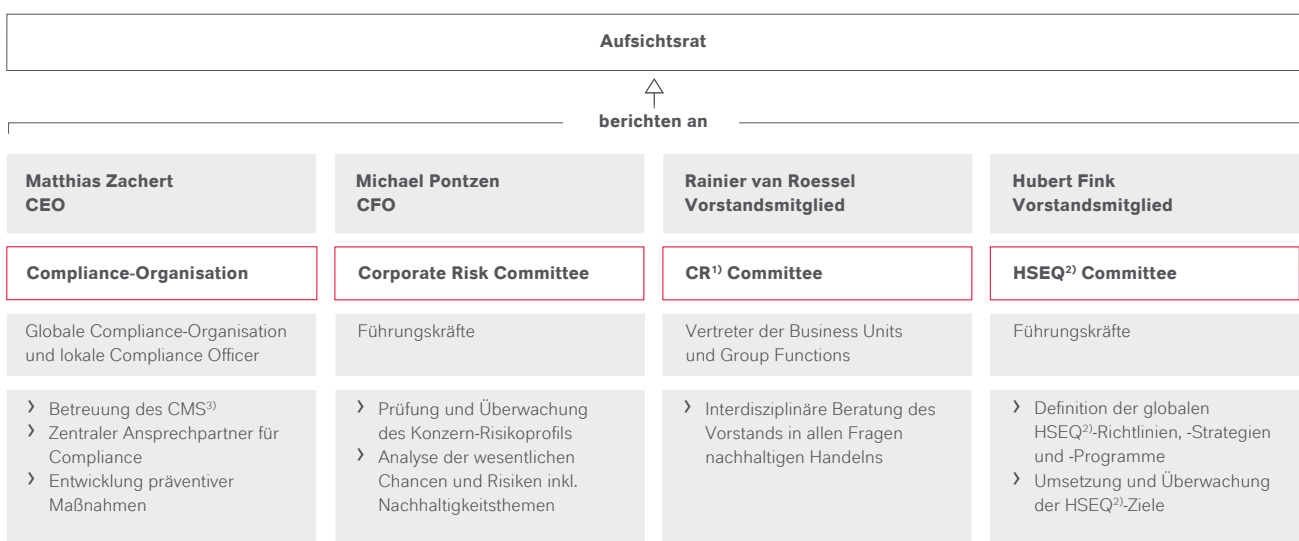 Aufsichtsrat
berichten an
Matthias Zachert
CEO
Michael Pontzen
CFO
Rainier van Roessel
Vorstandsmitglied
Hubert Fink
Vorstandsmitglied
Compliance-Organisation
Corporate Risk Committee
CR¹⁾ Committee
HSEQ²⁾ Committee
Globale Compliance-Organisation
und lokale Compliance Officer
Führungskräfte
Vertreter der Business Units
und Group Functions
Führungskräfte
› Betreuung des CMS³⁾
› Zentraler Ansprechpartner für
Compliance
› Entwicklung präventiver
Maßnahmen
› Prüfung und Überwachung
des Konzern-Risikoprofils
› Analyse der wesentlichen
Chancen und Risiken inkl.
Nachhaltigkeitsthemen
› Interdisziplinäre Beratung des
Vorstands in allen Fragen
nachhaltigen Handelns
› Definition der globalen
HSEQ²⁾-Richtlinien, -Strategien
und -Programme
› Umsetzung und Überwachung
der HSEQ²⁾-Ziele